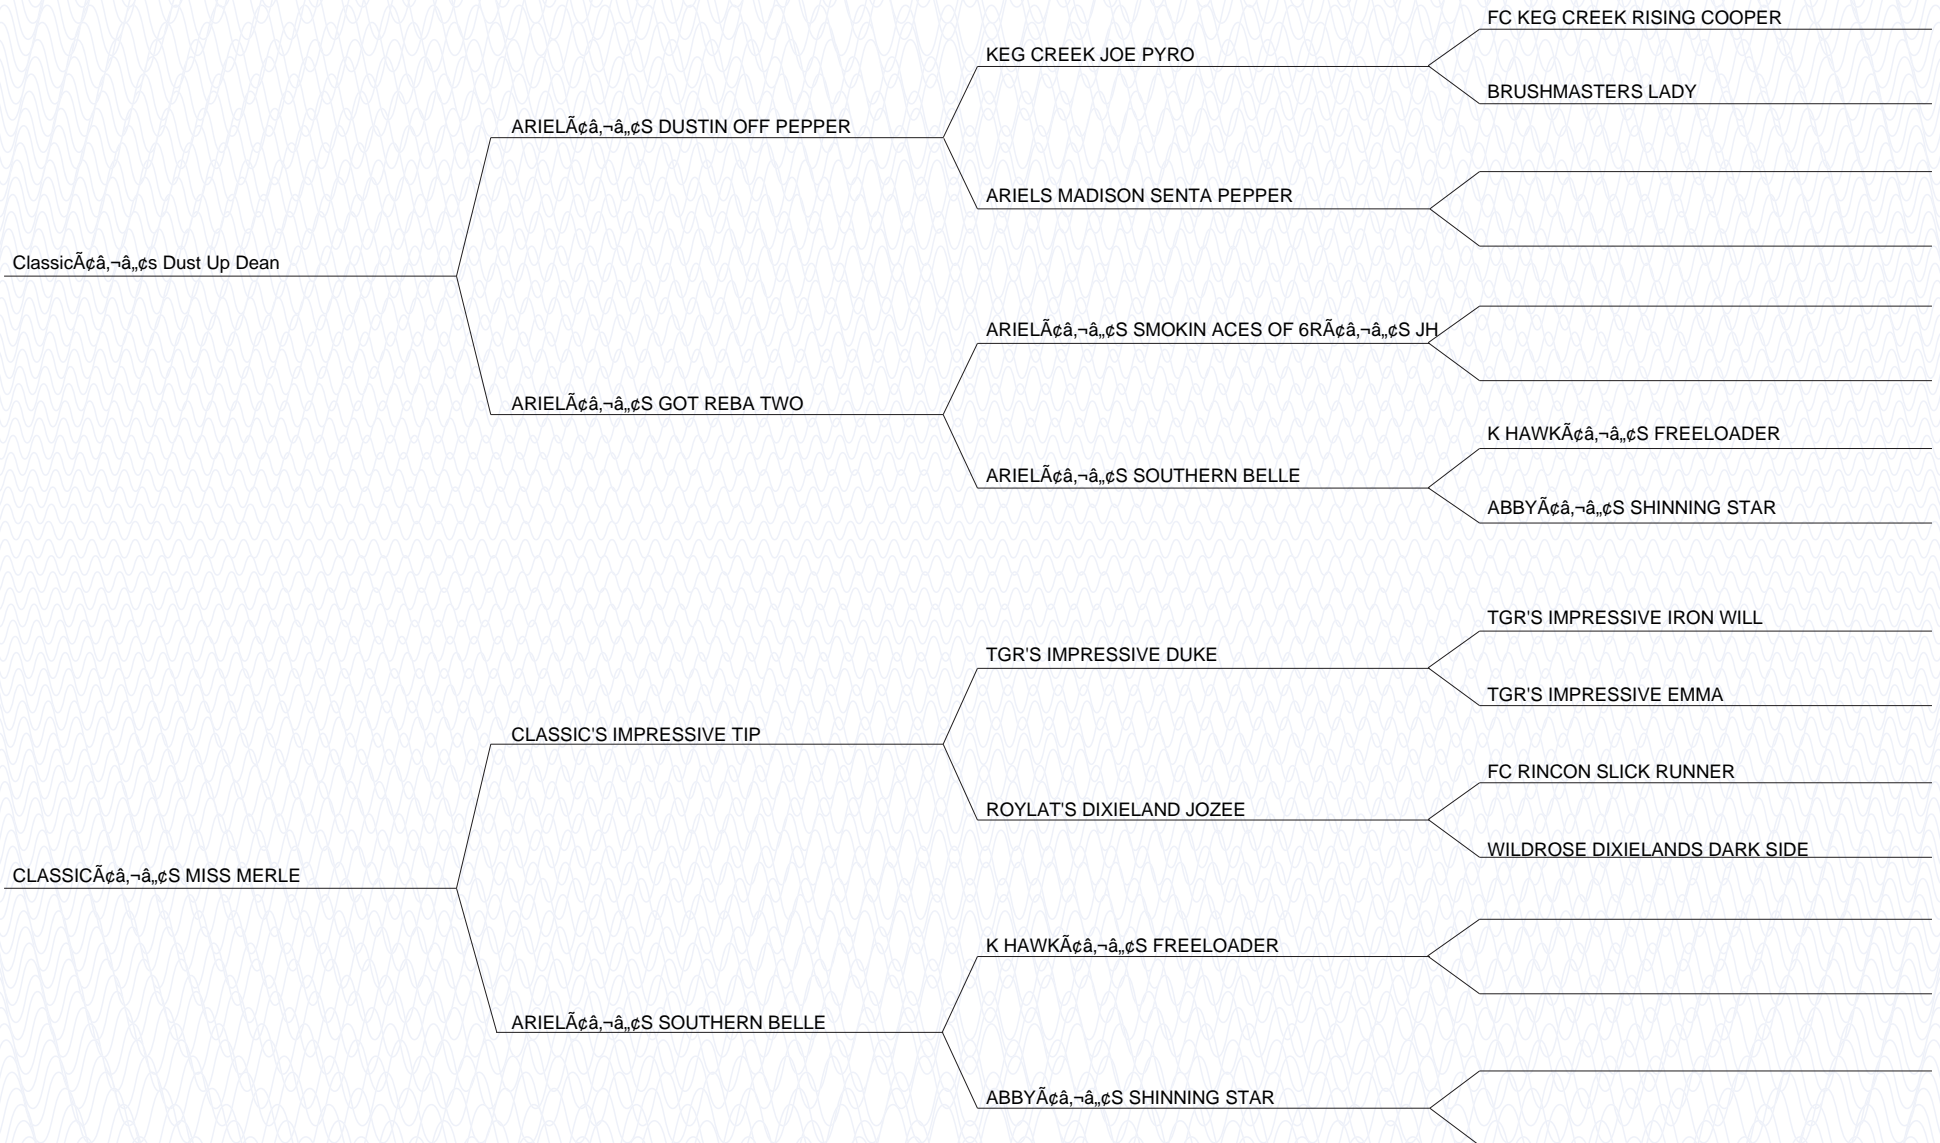 FC KEG CREEK RISING COOPER
KEG CREEK JOE PYRO
BRUSHMASTERS LADY
ARIELÃ¢â‚¬â„¢S DUSTIN OFF PEPPER
ARIELS MADISON SENTA PEPPER
ClassicÃ¢â‚¬â„¢s Dust Up Dean
ARIELÃ¢â‚¬â„¢S SMOKIN ACES OF 6RÃ¢â‚¬â„¢S JH
ARIELÃ¢â‚¬â„¢S GOT REBA TWO
K HAWKÃ¢â‚¬â„¢S FREELOADER
ARIELÃ¢â‚¬â„¢S SOUTHERN BELLE
ABBYÃ¢â‚¬â„¢S SHINNING STAR
TGR'S IMPRESSIVE IRON WILL
TGR'S IMPRESSIVE DUKE
TGR'S IMPRESSIVE EMMA
CLASSIC'S IMPRESSIVE TIP
FC RINCON SLICK RUNNER
ROYLAT'S DIXIELAND JOZEE
WILDROSE DIXIELANDS DARK SIDE
CLASSICÃ¢â‚¬â„¢S MISS MERLE
K HAWKÃ¢â‚¬â„¢S FREELOADER
ARIELÃ¢â‚¬â„¢S SOUTHERN BELLE
ABBYÃ¢â‚¬â„¢S SHINNING STAR